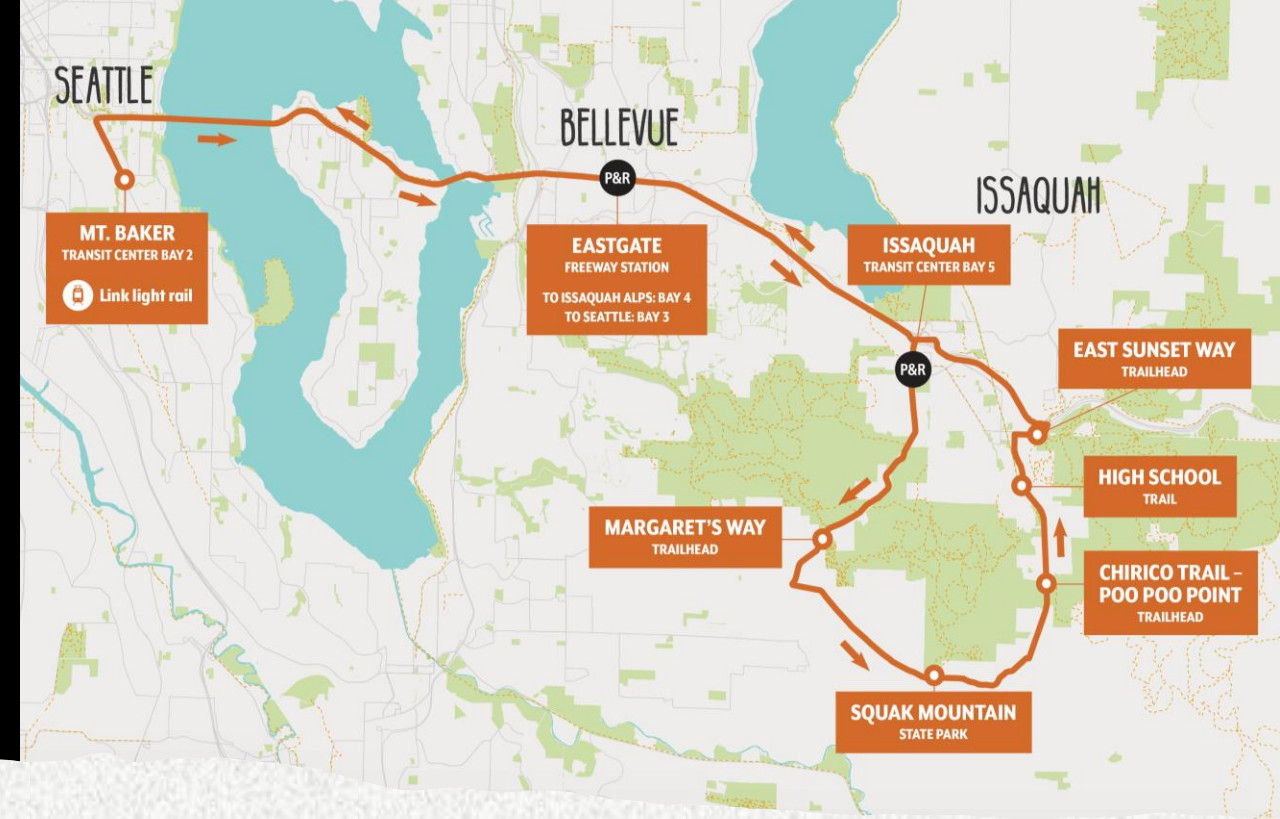 SEATTLE
BELLEVUE
P&R
ISSAQUAH
MT. BAKER
TRANSIT CENTER BAY 2
Link light rail
EASTGATE
FREEWAY STATION
TO ISSAQUAH ALPS: BAY 4
TO SEATTLE: BAY 3
ISSAQUAH
TRANSIT CENTER BAY 5
P&R
EAST SUNSET WAY
TRAILHEAD
HIGH SCHOOL
TRAIL
MARGARET'S WAY
TRAILHEAD
CHIRICO TRAIL –
POO POO POINT
TRAILHEAD
SQUAK MOUNTAIN
STATE PARK